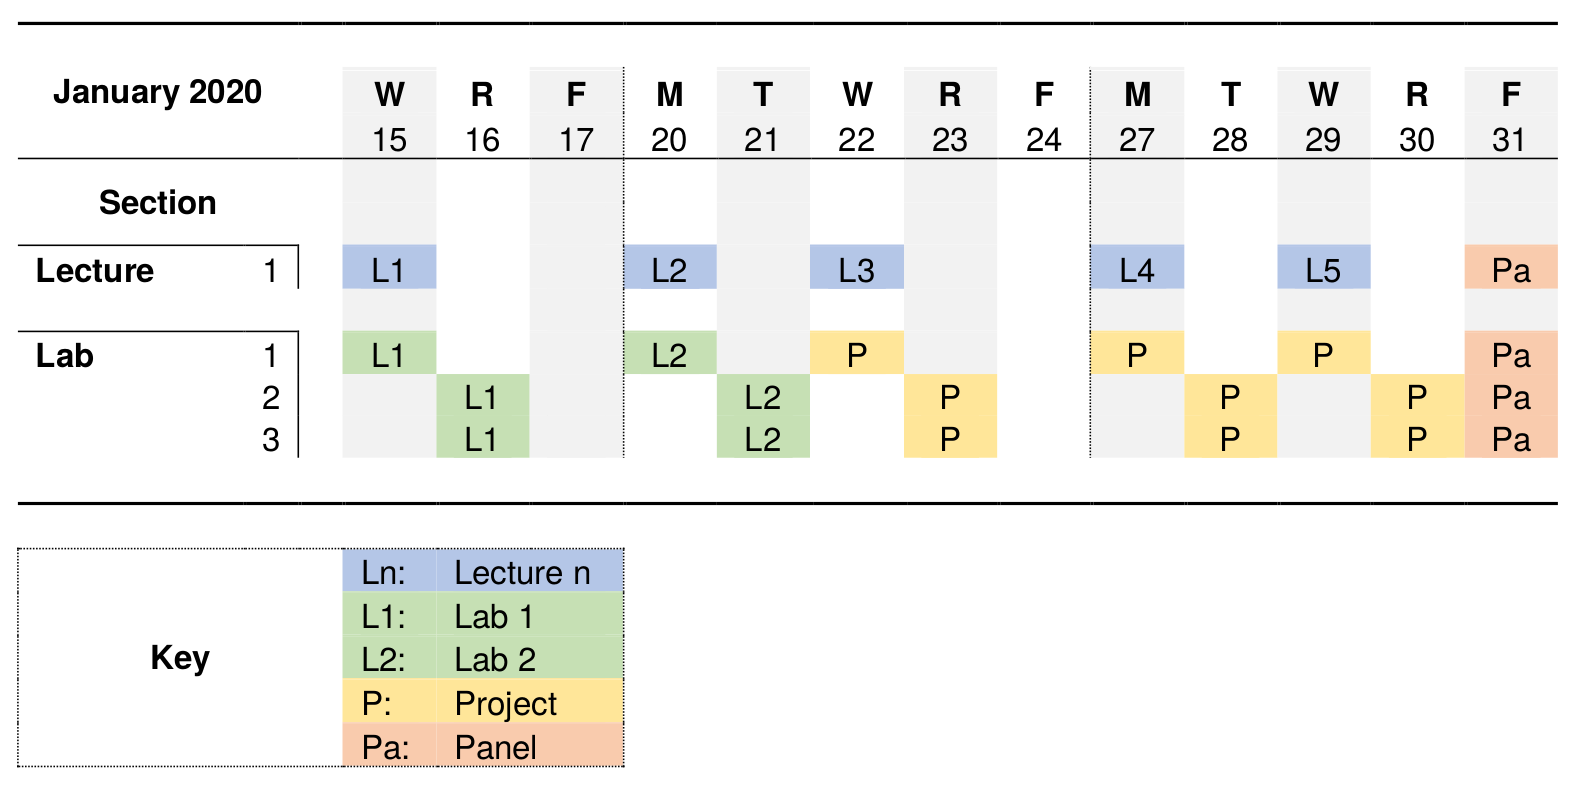 January 2020 W R F M T W R F M T W R F
15 16 17 20 21 22 23 24 27 28 29 30 31
Section
Lecture 1 L1 L2 L3 L4 L5 Pa
Lab 1 L1 L2 P P P Pa
2 L1 L2 P P P Pa
3 L1 L2 P P P Pa
Key
Ln: Lecture n
L1: Lab 1
L2: Lab 2
P: Project
Pa: Panel